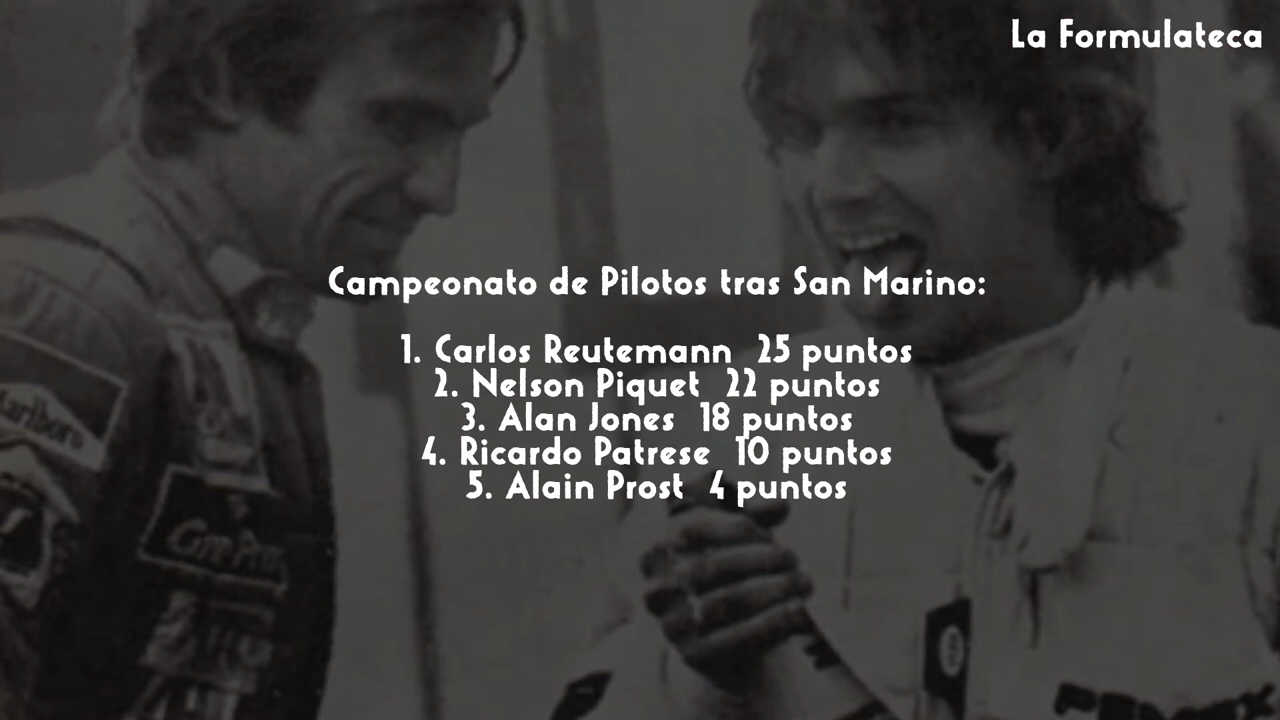 La Formulateca
Campeonato de Pilotos tras San Marino:
1. Carlos Reutemann 25 puntos
2. Nelson Piquet 22 puntos
3. Alan Jones 18 puntos
4. Ricardo Patrese 10 puntos
5. Alain Prost 4 puntos
Marlboro